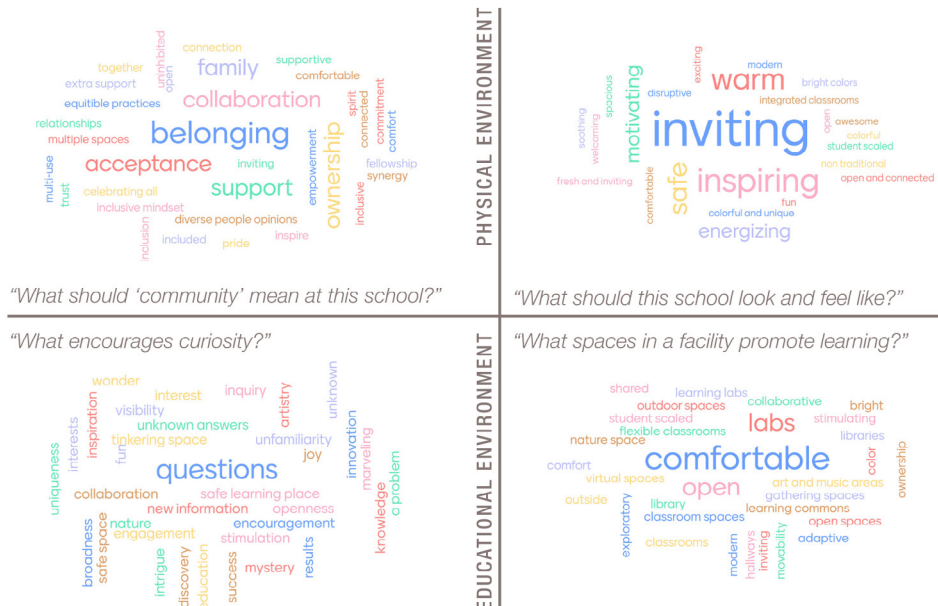 connection
together
uninhibited
open
family
supportive
comfortable
extra support
collaboration
equitible practices
spirit
connected
commitment
comfort
relationships
multiple spaces
belonging
empowerment
ownership
acceptance
inviting
fellowship
synergy
multi-use
trust
celebrating all
support
inclusive
inclusive mindset
diverse people opinions
inclusion
included
pride
inspire
“What should ‘community’ mean at this school?”
PHYSICAL ENVIRONMENT
modern
exciting
warm
bright colors
spacious
disruptive
integrated classrooms
motivating
soothing
welcoming
inviting
open
awesome
colorful
student scaled
non traditional
fresh and inviting
comfortable
safe
inspiring
open and connected
fun
colorful and unique
energizing
“What should this school look and feel like?”
“What encourages curiosity?”
wonder
interest
inquiry
artistry
unknown
inspiration
visibility
interests
unknown answers
tinkering space
fun
unfamiliarity
joy
innovation
marveling
uniqueness
questions
a problem
knowledge
collaboration
safe learning place
new information
openness
broadness
safe space
nature
encouragement
engagement
stimulation
results
intrigue
discovery
education
success
mystery
EDUCATIONAL ENVIRONMENT
“What spaces in a facility promote learning?”
shared
learning labs
collaborative
outdoor spaces
bright
student scaled
labs
stimulating
flexible classrooms
libraries
nature space
comfortable
color
ownership
comfort
virtual spaces
open
art and music areas
gathering spaces
outside
exploratory
library
learning commons
classroom spaces
open spaces
classrooms
modern
hallways
inviting
movability
adaptive